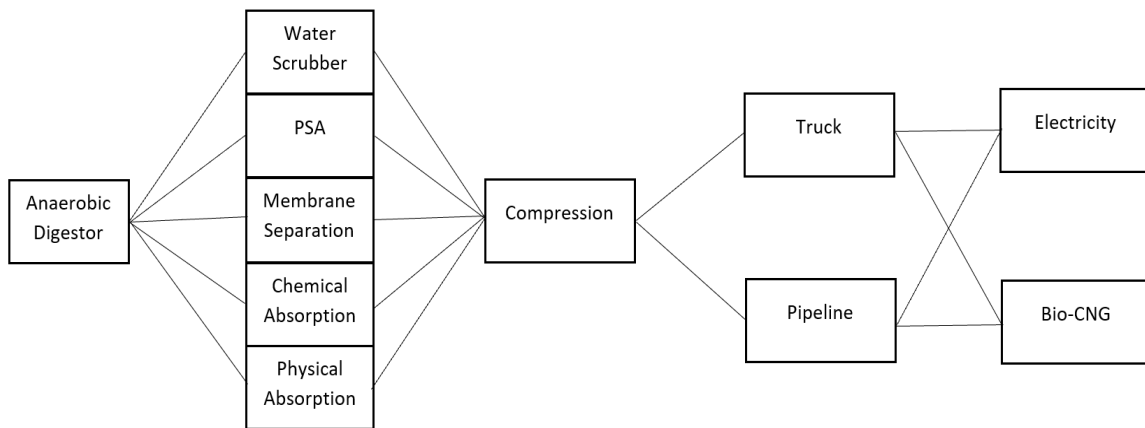 Anaerobic
Digestor
Water
Scrubber
PSA
Membrane
Separation
Chemical
Absorption
Physical
Absorption
Compression
Truck
Pipeline
Electricity
Bio-CNG